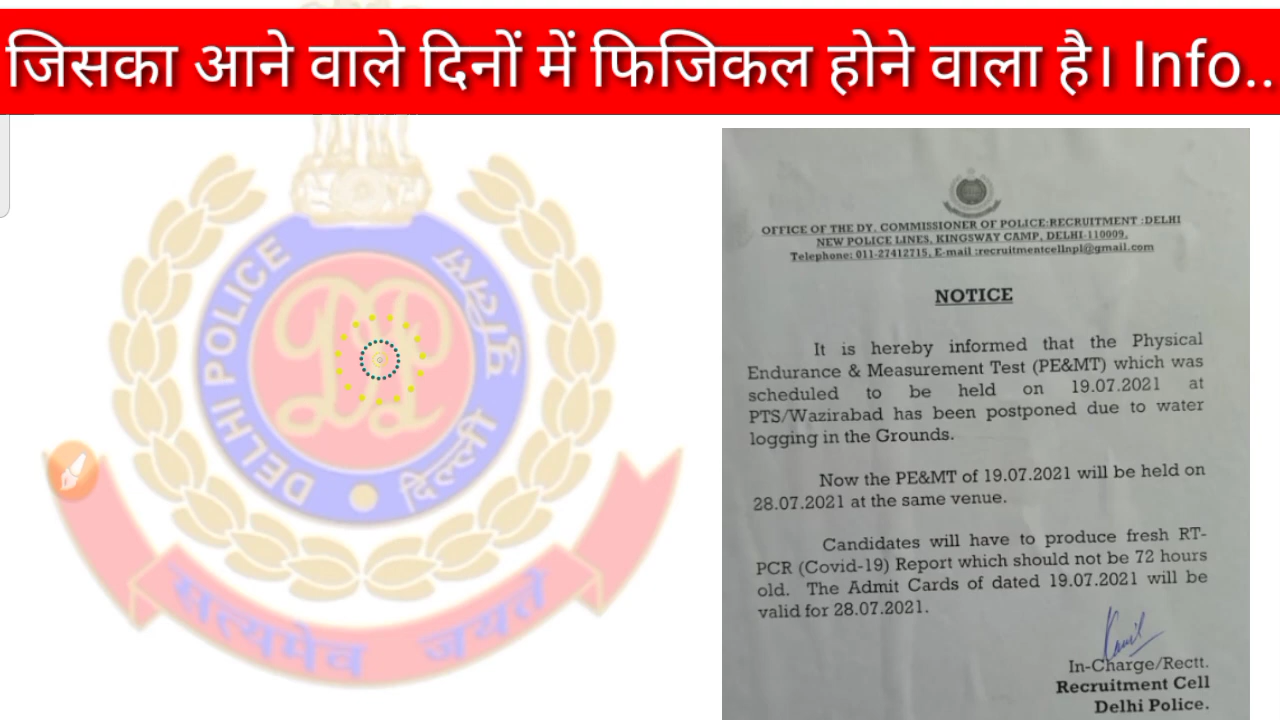 जिसका आने वाले दिनों में फिजिकल होने वाला है। Info..
DELHI POLICE
दिल्ली पुलिस
सत्यमेव जयते
OFFICE OF THE DY. COMMISSIONER OF POLICE:RECRUITMENT :DELHI
NEW POLICE LINES, KINGSWAY CAMP, DELHI-110009,
Telephone: 011-27412715, E-mail :recruitmentcellnpl@gmail.com
NOTICE
It is hereby informed that the Physical
Endurance & Measurement Test (PE&MT) which was
scheduled to be held on 19.07.2021 at
PTS/Wazirabad has been postponed due to water
logging in the Grounds.
Now the PE&MT of 19.07.2021 will be held on
28.07.2021 at the same venue.
Candidates will have to produce fresh RT-
PCR (Covid-19) Report which should not be 72 hours
old. The Admit Cards of dated 19.07.2021 will be
valid for 28.07.2021.
In-Charge/Rectt.
Recruitment Cell
Delhi Police.